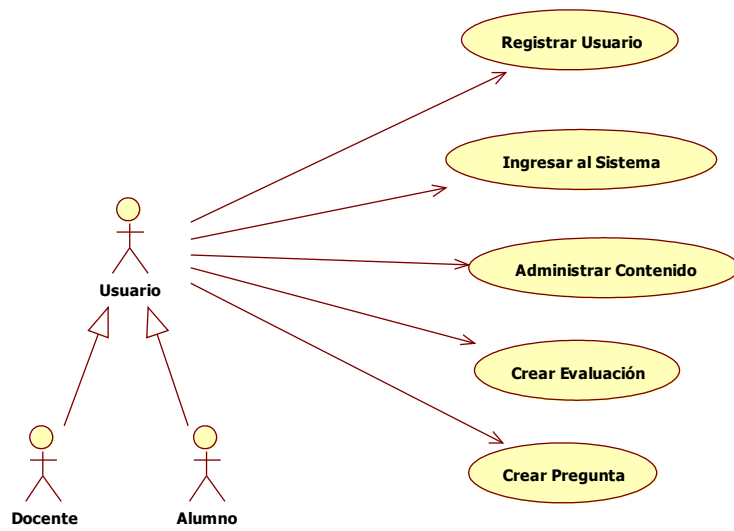 Registrar Usuario
Ingresar al Sistema
Administrar Contenido
Usuario
Crear Evaluación
Crear Pregunta
Docente
Alumno